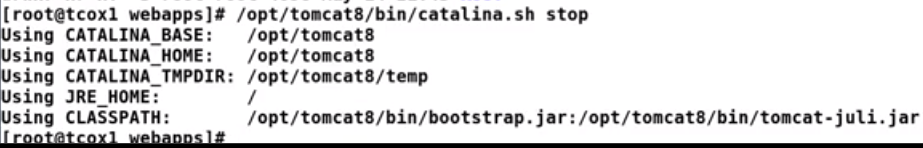 [root@tcox1 webapps]# /opt/tomcat8/bin/catalina.sh stop
Using CATALINA_BASE:   /opt/tomcat8
Using CATALINA_HOME:   /opt/tomcat8
Using CATALINA_TMPDIR: /opt/tomcat8/temp
Using JRE_HOME:        /
Using CLASSPATH:       /opt/tomcat8/bin/bootstrap.jar:/opt/tomcat8/bin/tomcat-juli.jar
[root@tcox1 webapps]#